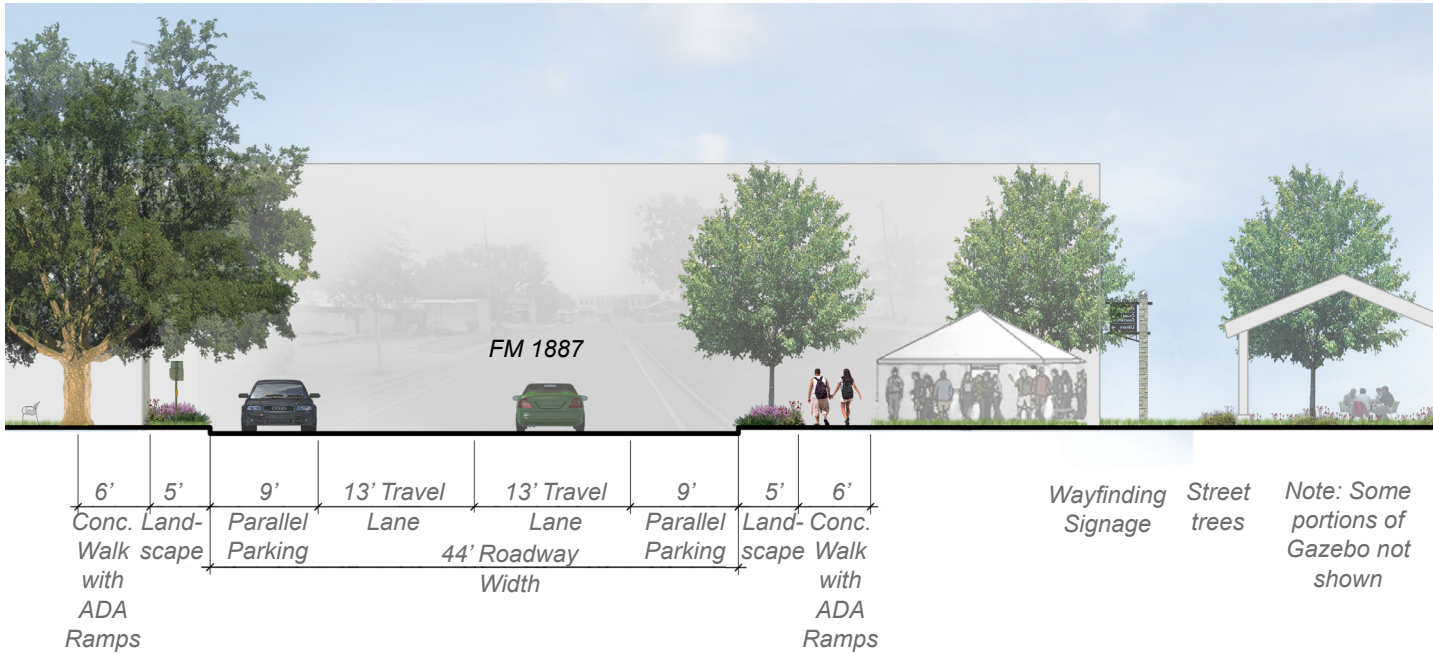 FM 1887
6’
Conc.
Walk
with
ADA
Ramps
5’
Land-
scape
9’
Parallel
Parking
13’ Travel
Lane
13’ Travel
Lane
9’
Parallel
Parking
5’
Land-
scape
6’
Conc.
Walk
with
ADA
Ramps
44’ Roadway
Width
Wayfinding
Signage
Street
trees
Note: Some
portions of
Gazebo not
shown